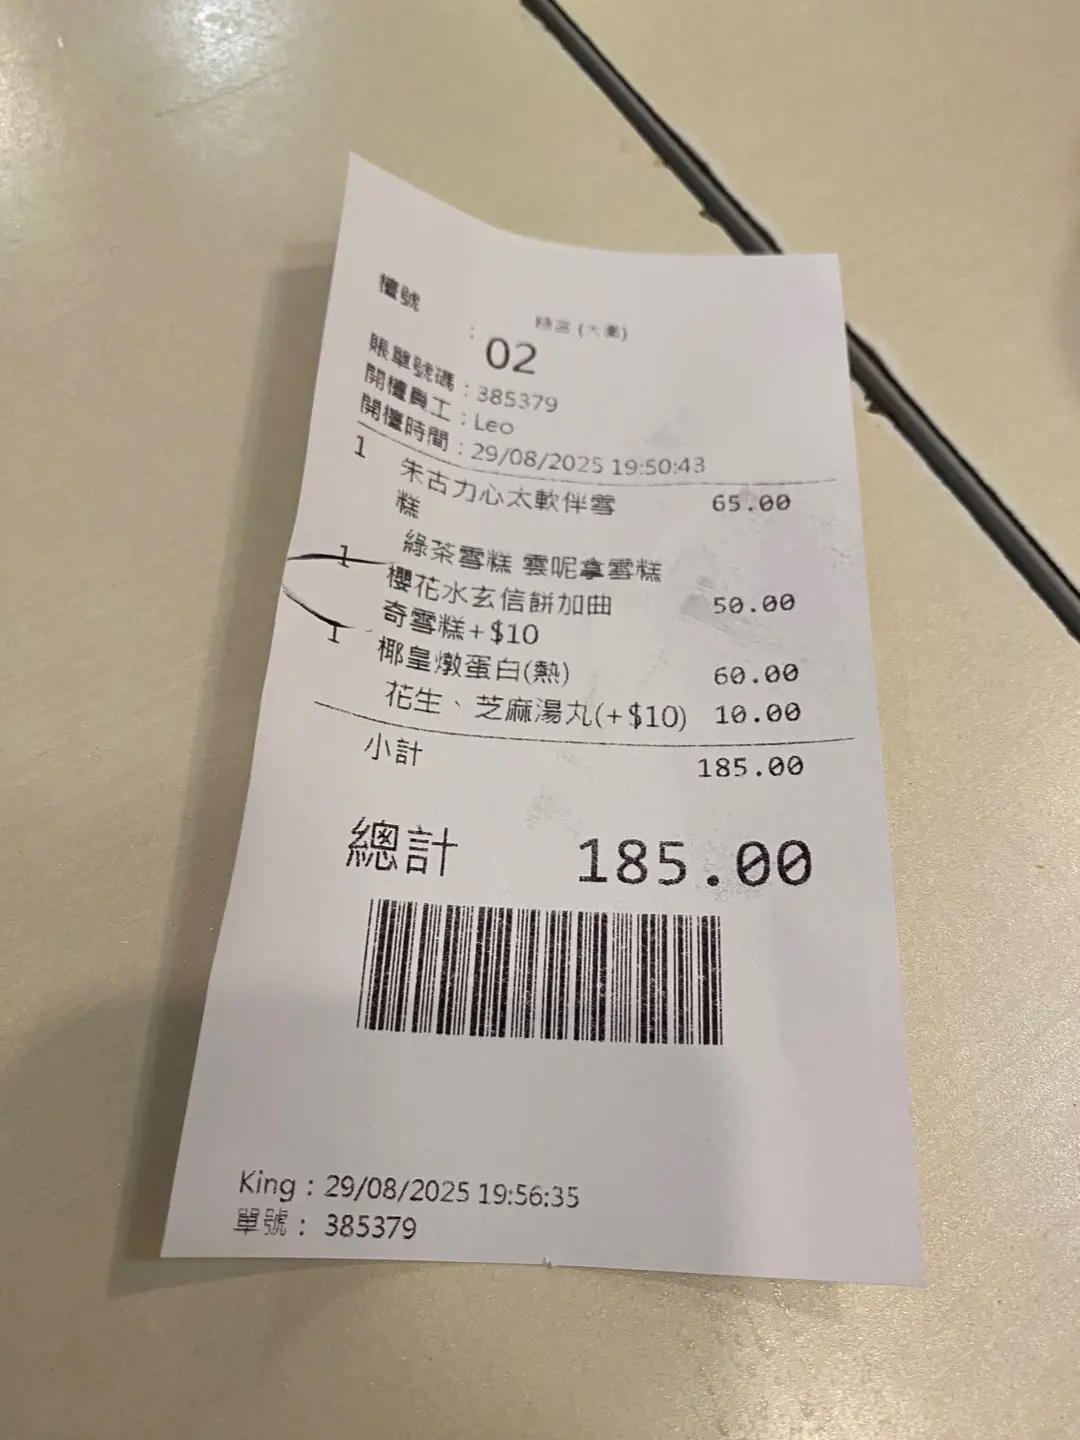 檯號
: 02
賬單號碼 : 385379
開檯員工 : Leo
開檯時間 : 29/08/2025 19:50:43
1 朱古力心太軟伴雪 65.00
糕
綠茶雪糕 雲呢拿雪糕
1 櫻花水玄信餅加曲 50.00
奇雪糕+$10
1 椰皇燉蛋白(熱) 60.00
花生、芝麻湯丸(+$10) 10.00
小計 185.00
總計 185.00
King : 29/08/2025 19:56:35
單號 : 385379